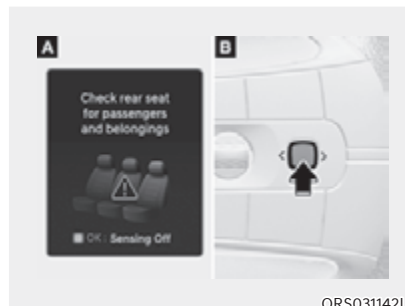 A
B
Check rear seat
for passengers
and belongings
OK : Sensing Off
ORS031142L